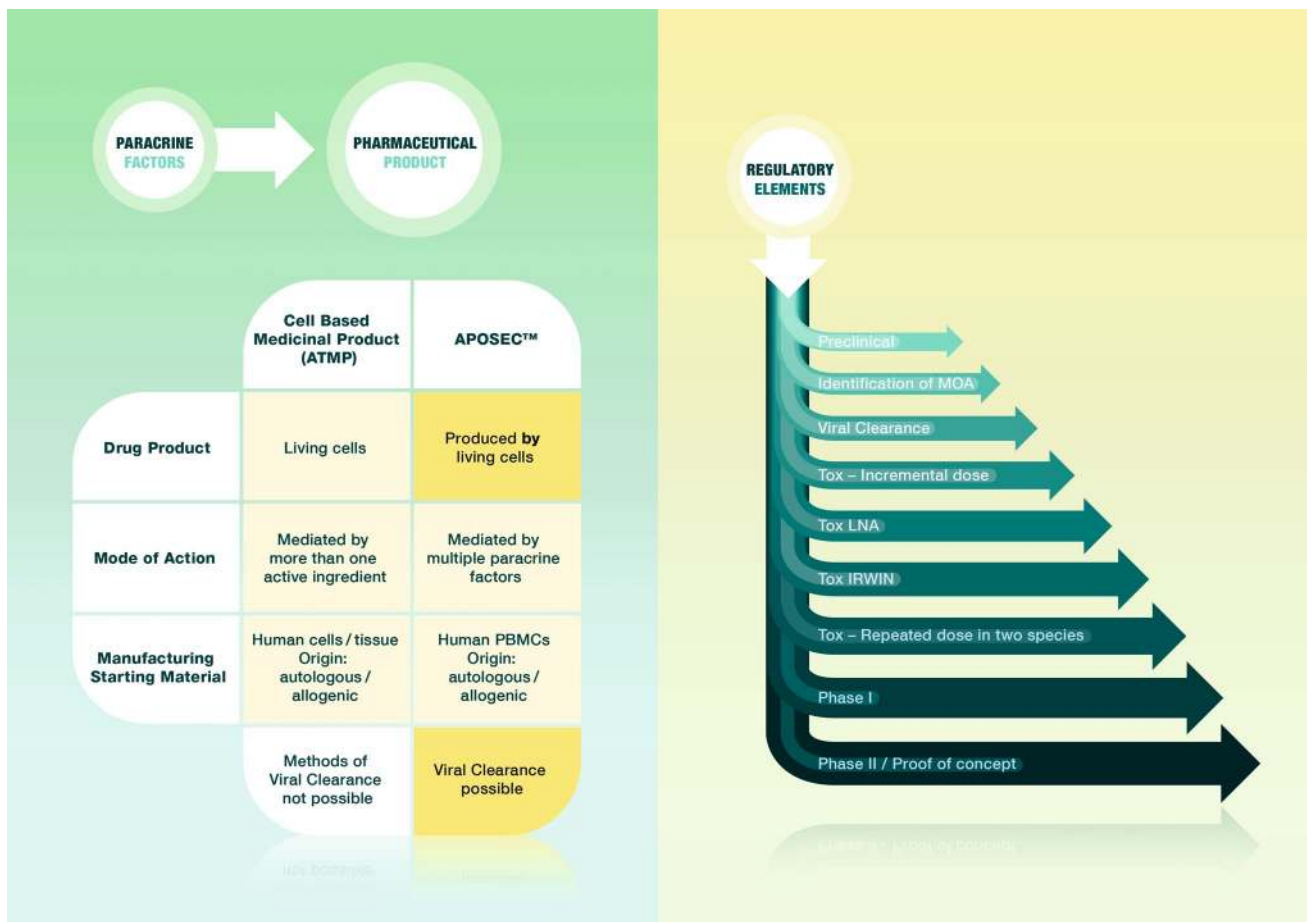 PARACRINE
FACTORS
PHARMACEUTICAL
PRODUCT
Cell Based
Medicinal Product
(ATMP)
APOSEC™
Drug Product
Living cells
Produced by
living cells
Mode of Action
Mediated by
more than one
active ingredient
Mediated by
multiple paracrine
factors
Manufacturing
Starting Material
Human cells / tissue
Origin:
autologous /
allogenic
Human PBMCs
Origin:
autologous /
allogenic
Methods of
Viral Clearance
not possible
Viral Clearance
possible
REGULATORY
ELEMENTS
Preclinical
Identification of MOA
Viral Clearance
Tox – Incremental dose
Tox LNA
Tox IRWIN
Tox – Repeated dose in two species
Phase I
Phase II / Proof of concept